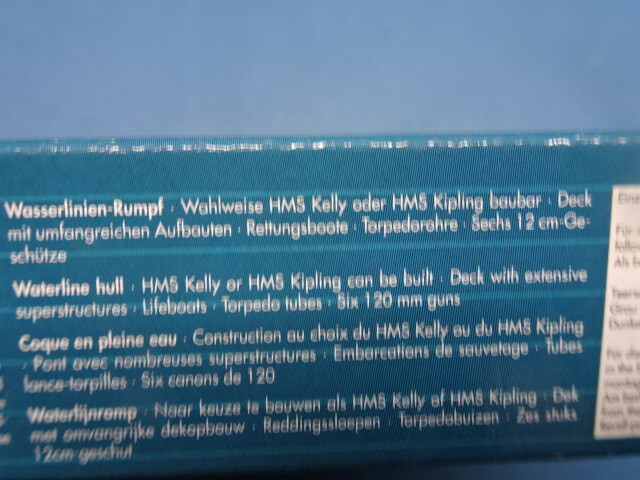 Wasserlinien-Rumpf · Wahlweise HMS Kelly oder HMS Kipling baubar · Deck
mit umfangreichen Aufbauten · Rettungsboote · Torpedorohre · Sechs 12 cm-Ge-
schütze
Waterline hull · HMS Kelly or HMS Kipling can be built · Deck with extensive
superstructures · Lifeboats · Torpedo tubes · Six 120 mm guns
Coque en pleine eau · Construction au choix du HMS Kelly ou du HMS Kipling
· Pont avec nombreuses superstructures · Embarcations de sauvetage · Tubes
lance-torpilles · Six canons de 120
Waterlijnromp · Naar keuze te bouwen als HMS Kelly of HMS Kipling · Dek
met omvangrijke dekopbouw · Reddingssloepen · Torpedobuizen · Zes stuks
12cm-geschut